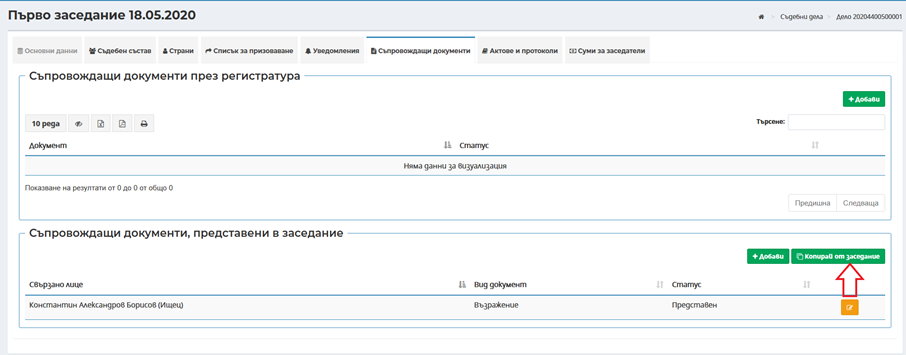 Първо заседание 18.05.2020
Съдебни дела > Дело 20204400500001
Основни данни Съдебен състав Страни Списък за призоваване Уведомления Съпровождащи документи Актове и протоколи Суми за заседатели
Съпровождащи документи през регистратура
+ Добави
10 реда
Търсене:
Документ Статус
Няма данни за визуализация
Показване на резултати от 0 до 0 от общо 0
Предишна Следваща
Съпровождащи документи, представени в заседание
+ Добави Копирай от заседание
Свързано лице Вид документ Статус
Константин Александров Борисов (Ищец) Възражение Представен